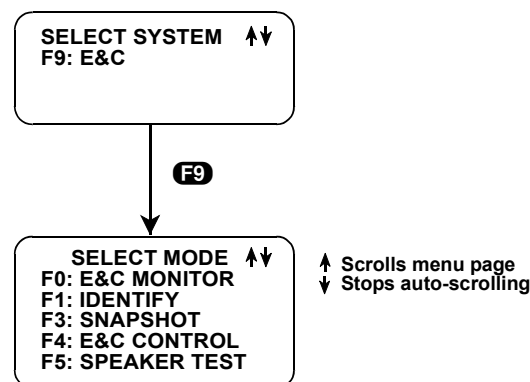 SELECT SYSTEM
F9: E&C
F9
SELECT MODE
F0: E&C MONITOR
F1: IDENTIFY
F3: SNAPSHOT
F4: E&C CONTROL
F5: SPEAKER TEST
Scrolls menu page
Stops auto-scrolling